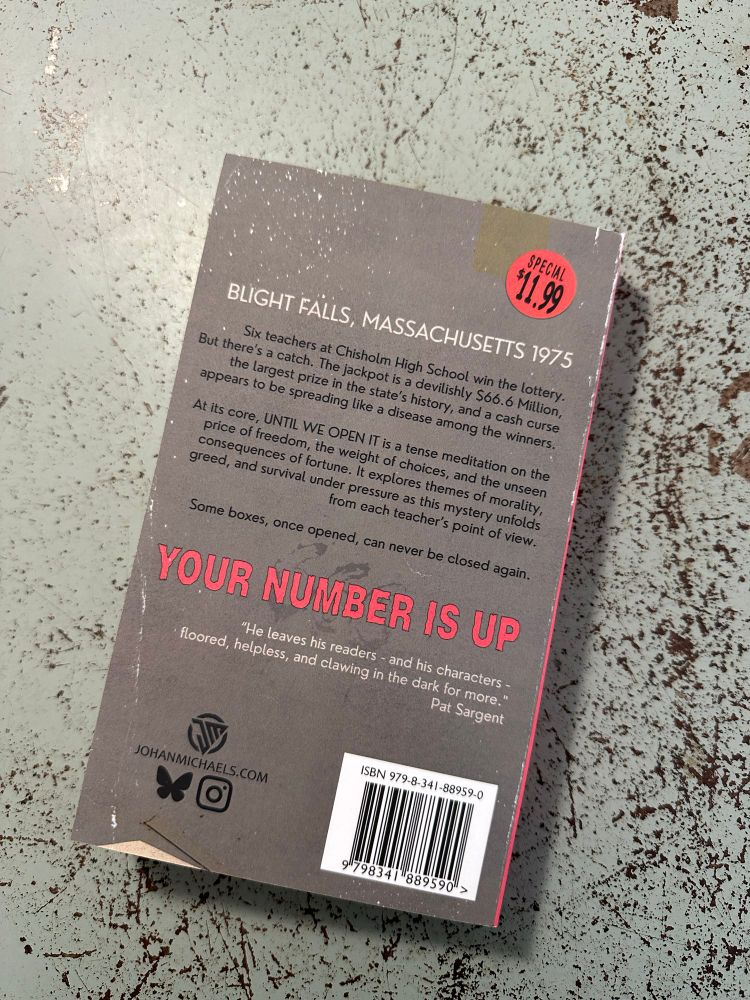 SPECIAL
$11.99
BLIGHT FALLS, MASSACHUSETTS 1975
Six teachers at Chisholm High School win the lottery.
But there's a catch. The jackpot is a devilishly $66.6 Million,
the largest prize in the state's history, and a cash curse
appears to be spreading like a disease among the winners.
At its core, UNTIL WE OPEN IT is a tense meditation on the
price of freedom, the weight of choices, and the unseen
consequences of fortune. It explores themes of morality,
greed, and survival under pressure as this mystery unfolds
from each teacher's point of view.
Some boxes, once opened, can never be closed again.
YOUR NUMBER IS UP
"He leaves his readers - and his characters -
floored, helpless, and clawing in the dark for more."
Pat Sargent
JM
JOHANMICHAELS.COM
ISBN 979-8-341-88959-0
9 798341 889590 >